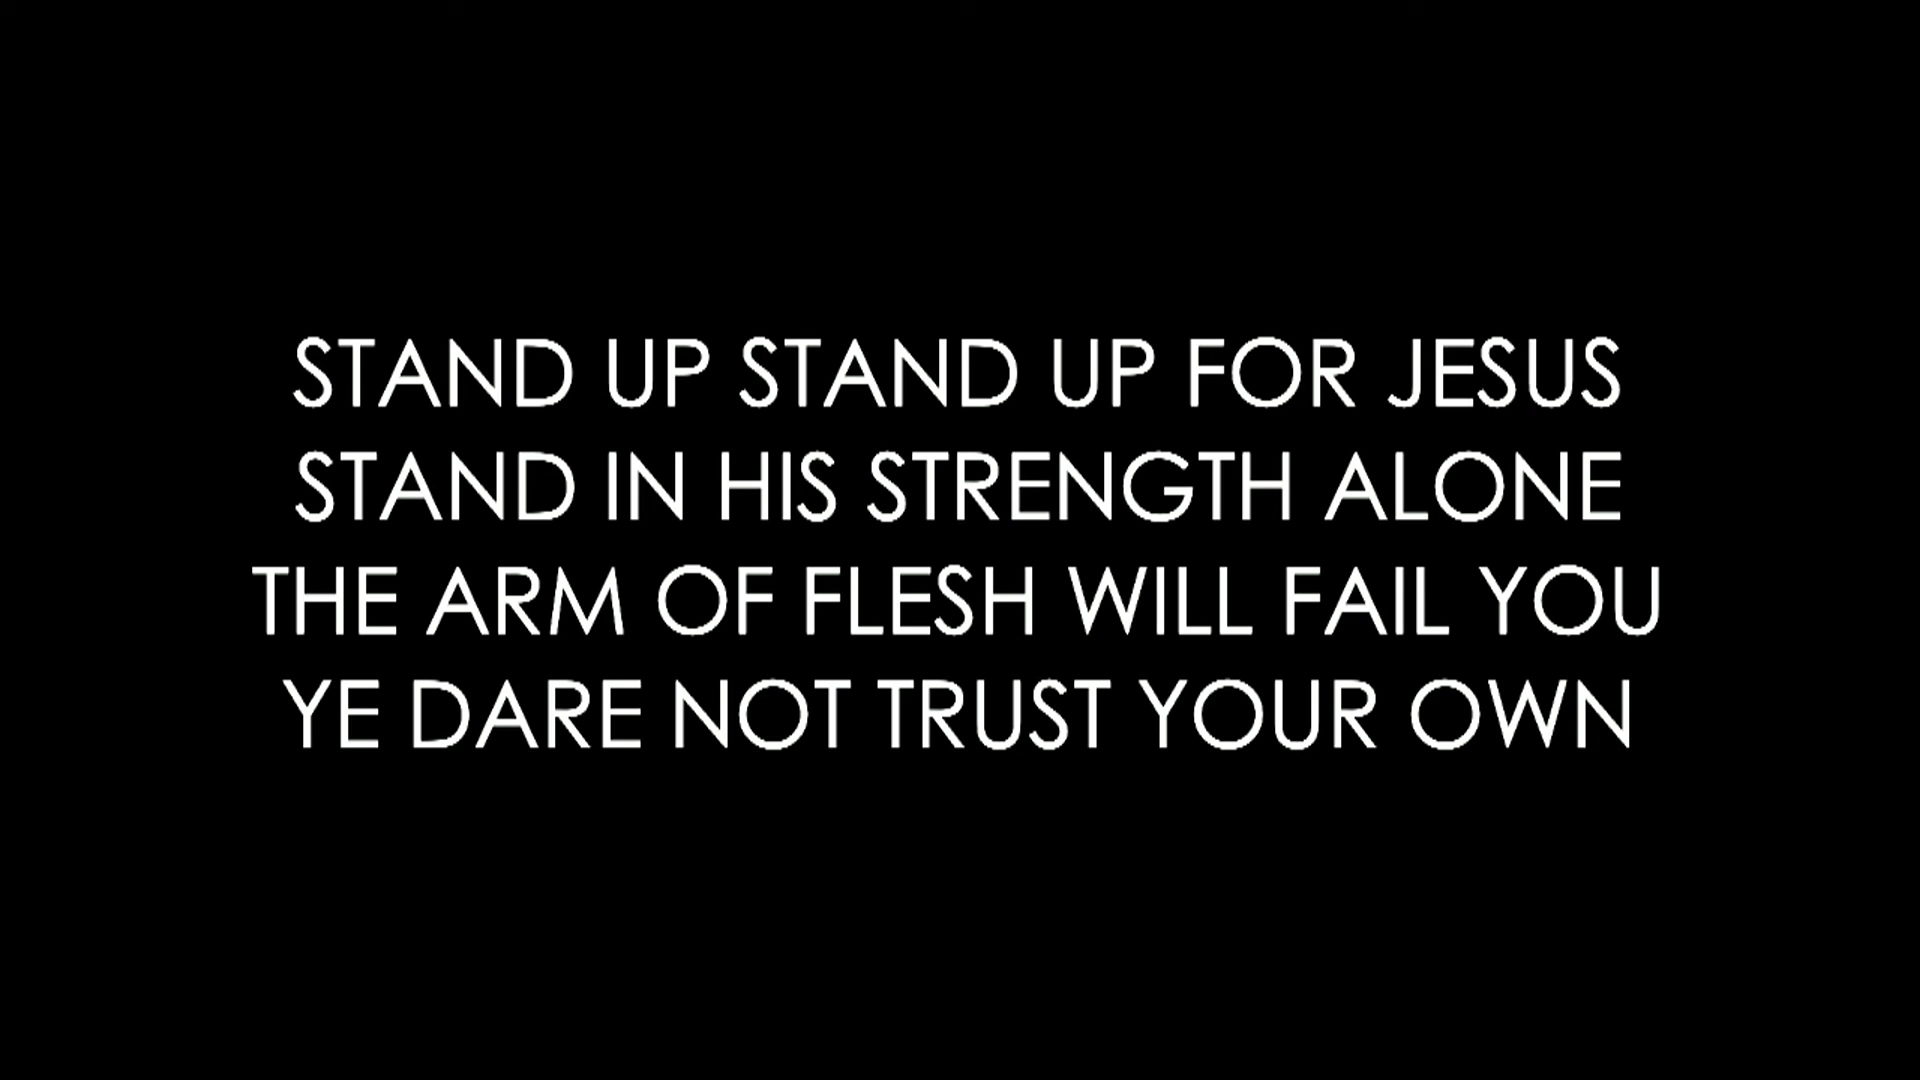 STAND UP STAND UP FOR JESUS
STAND IN HIS STRENGTH ALONE
THE ARM OF FLESH WILL FAIL YOU
YE DARE NOT TRUST YOUR OWN